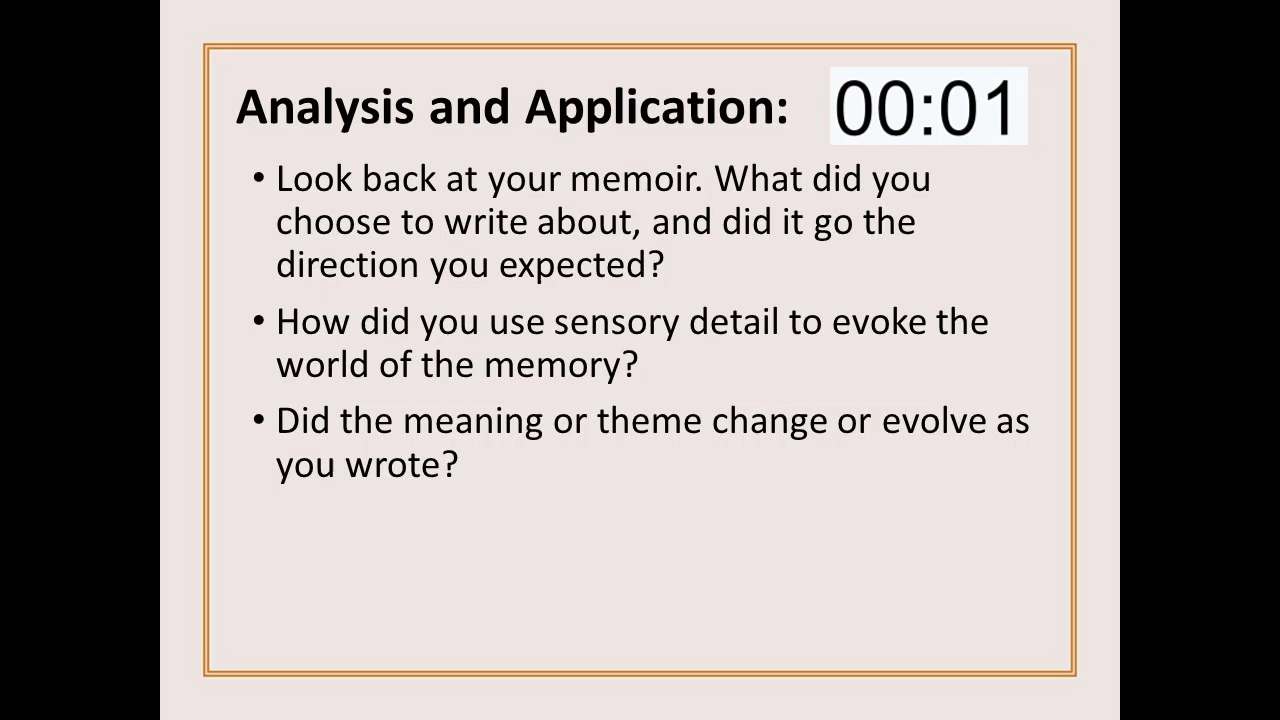 Analysis and Application: 00:01
• Look back at your memoir. What did you
choose to write about, and did it go the
direction you expected?
• How did you use sensory detail to evoke the
world of the memory?
• Did the meaning or theme change or evolve as
you wrote?